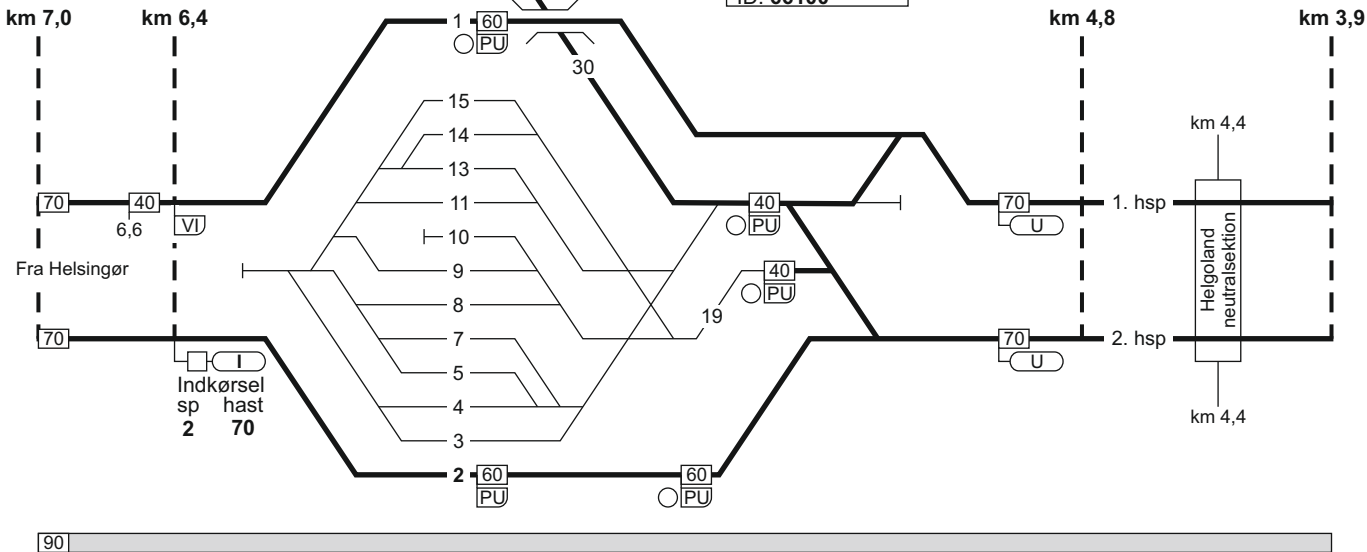 km 7,0
km 6,4
1
60
PU
30
km 4,8
km 3,9
15
14
13
11
10
9
8
7
5
4
3
2
60
PU
60
PU
70
40
6,6
VI
Fra Helsingør
70
I
Indkørsel
sp hast
2 70
40
PU
40
PU
19
70
U
1. hsp
70
U
2. hsp
km 4,4
Helgoland
neutralsektion
km 4,4
90